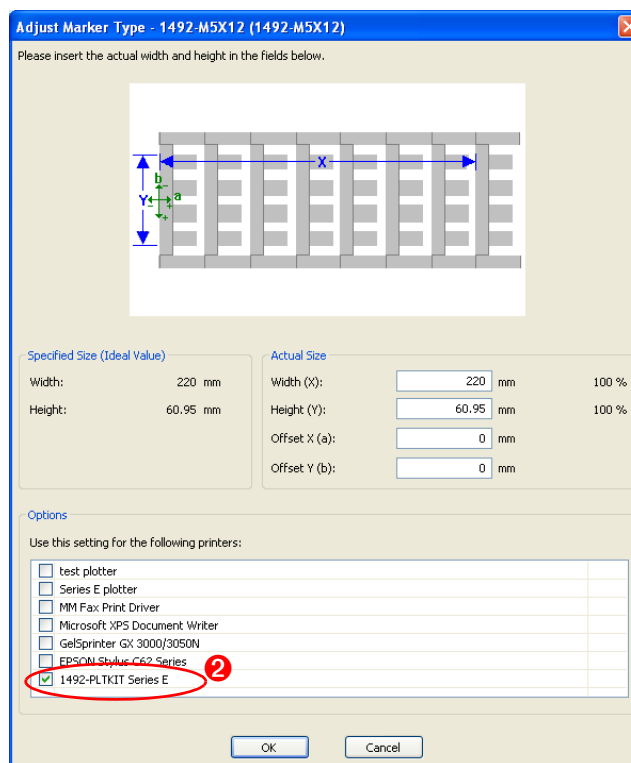 Adjust Marker Type - 1492-M5X12 (1492-M5X12)
Please insert the actual width and height in the fields below.
X
b
Y
a
Specified Size (Ideal Value)
Width: 220 mm
Height: 60.95 mm
Actual Size
Width (X): 220 mm 100 %
Height (Y): 60.95 mm 100 %
Offset X (a): 0 mm
Offset Y (b): 0 mm
Options
Use this setting for the following printers:
test plotter
Series E plotter
MM Fax Print Driver
Microsoft XPS Document Writer
GelSprinter GX 3000/3050N
EPSON Stylus C62 Series
2
1492-PLTKIT Series E
OK Cancel